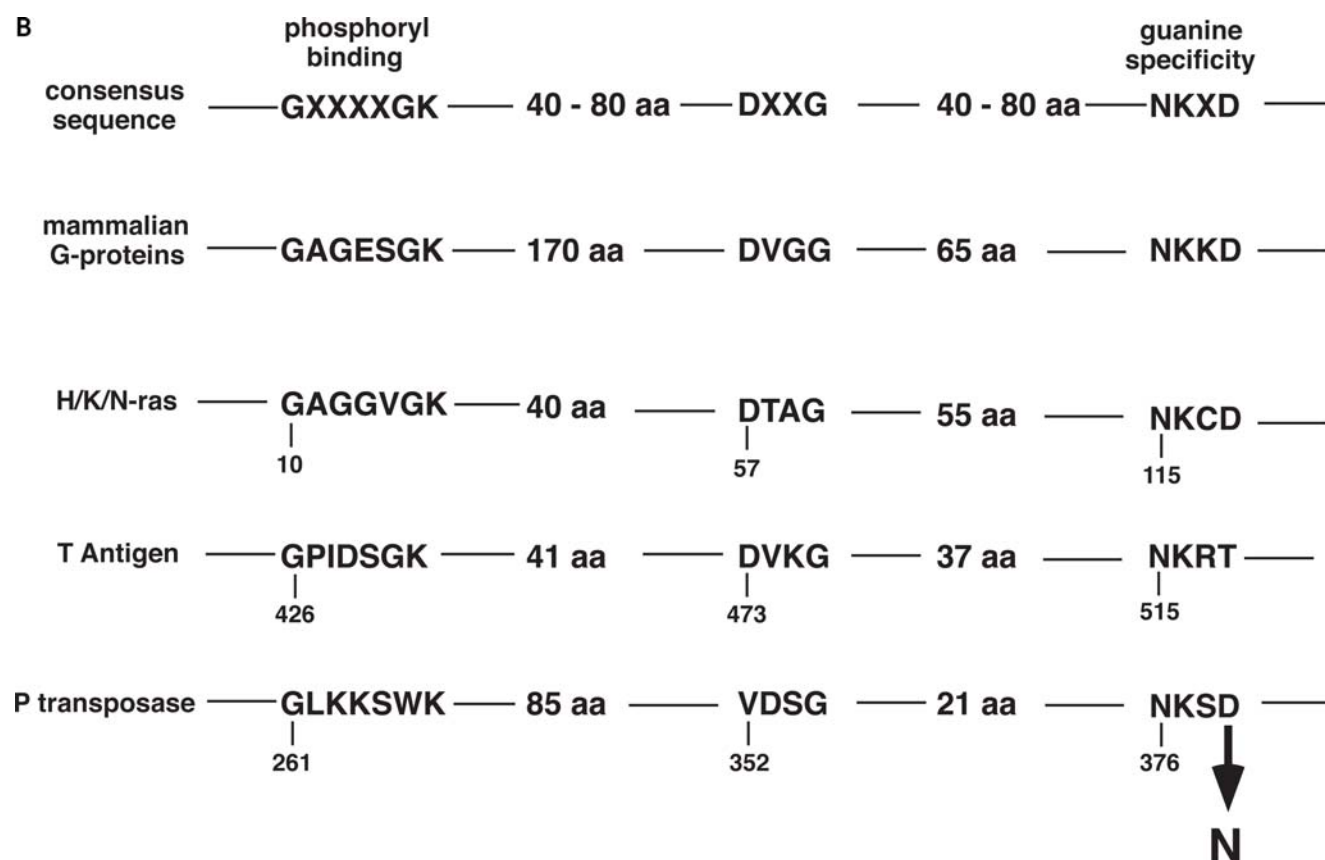 B
phosphoryl
binding
guanine
specificity
consensus
sequence
GXXXXGK 40 - 80 aa DXXG 40 - 80 aa NKXD
mammalian
G-proteins
GAGESGK 170 aa DVGG 65 aa NKKD
H/K/N-ras GAGGVGK 40 aa DTAG 55 aa NKCD
10 57 115
T Antigen GPIDSGK 41 aa DVKG 37 aa NKRT
426 473 515
P transposase GLKKSWK 85 aa VDSG 21 aa NKSD
261 352 376
N